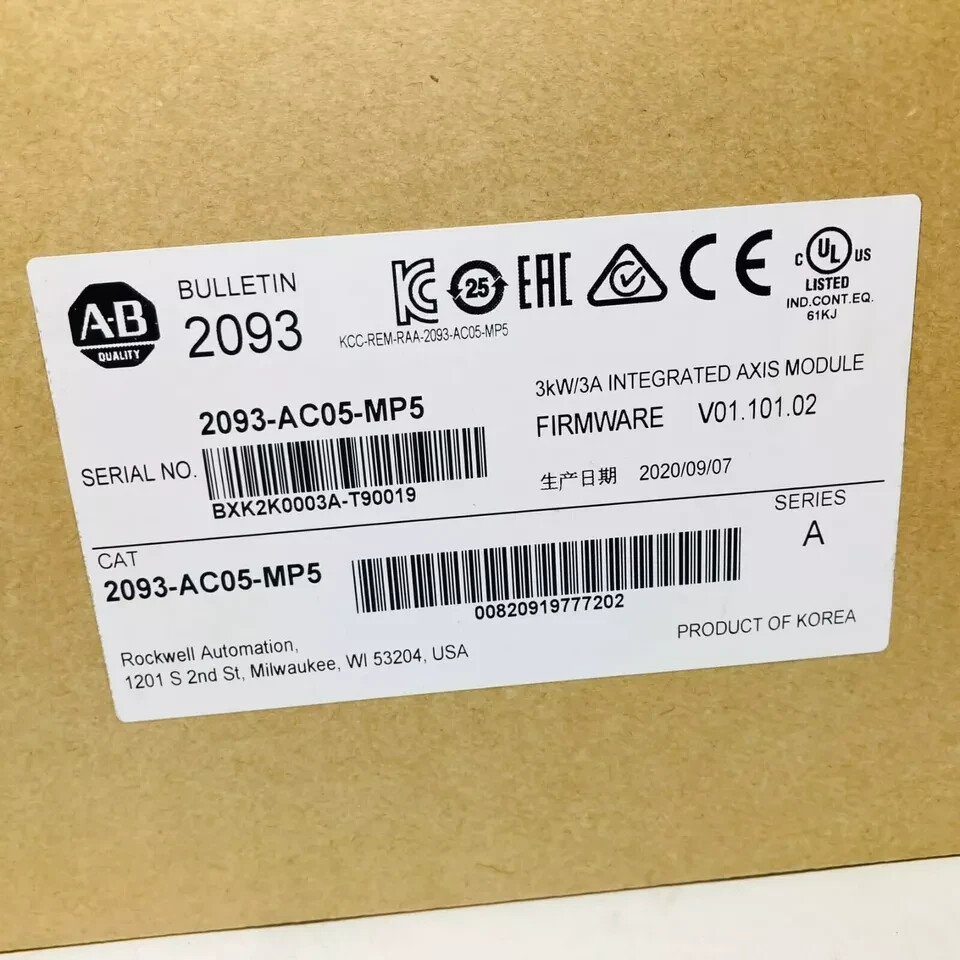 A-B
QUALITY
BULLETIN
2093
KC
25
EAC
CE
C UL US
LISTED
IND.CONT.EQ.
61KJ
KCC-REM-RAA-2093-AC05-MP5
2093-AC05-MP5
3kW/3A INTEGRATED AXIS MODULE
FIRMWARE V01.101.02
SERIAL NO.
BXK2K0003A-T90019
生产日期 2020/09/07
CAT
2093-AC05-MP5
00820919777202
SERIES
A
Rockwell Automation,
1201 S 2nd St, Milwaukee, WI 53204, USA
PRODUCT OF KOREA